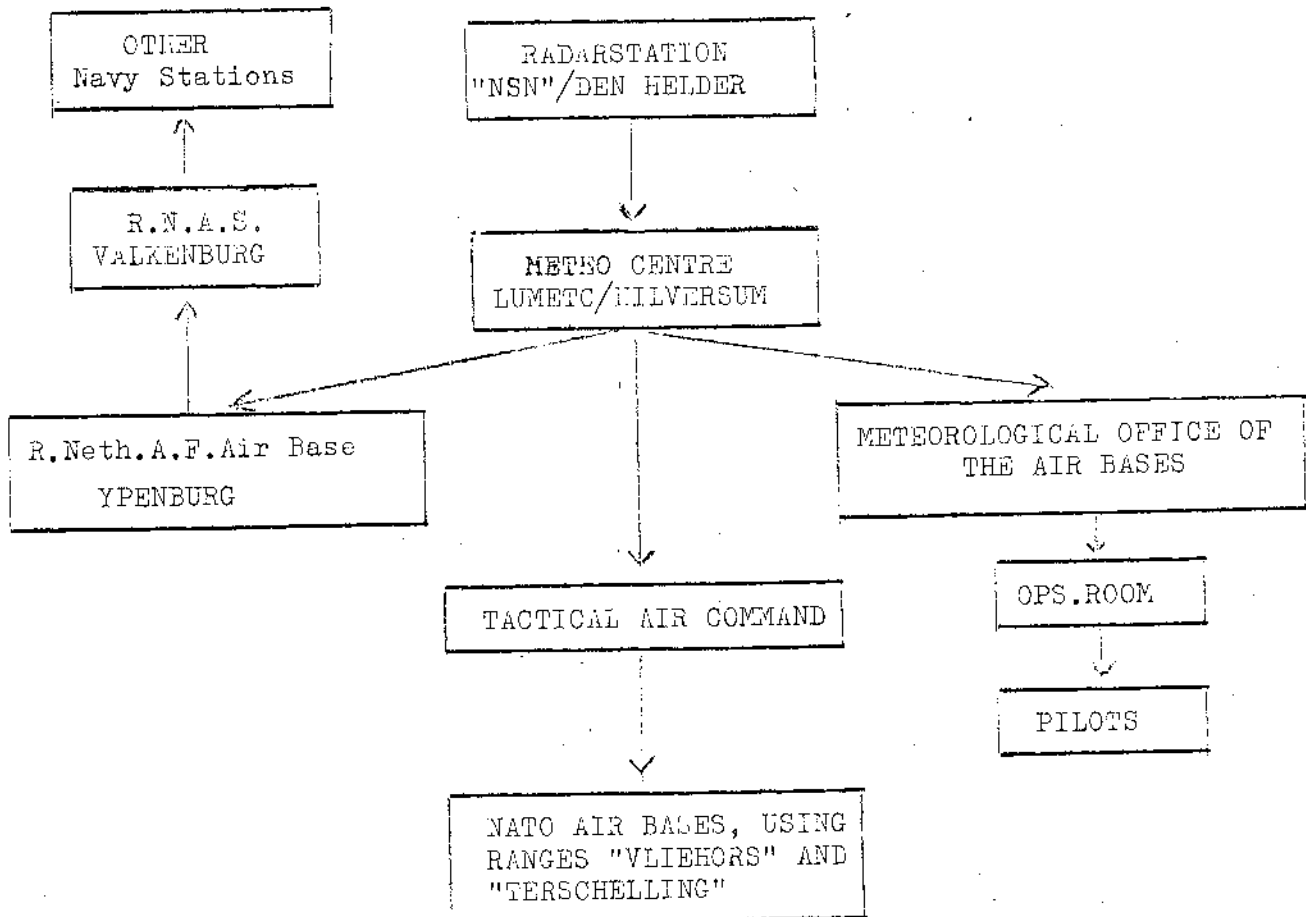 OTHER
Navy Stations
RADARSTATION
"NSN"/DEN HELDER
R.N.A.S.
VALKENBURG
METEO CENTRE
LUMETC/HILVERSUM
R.Neth.A.F.Air Base
YPENBURG
METEOROLOGICAL OFFICE OF
THE AIR BASES
TACTICAL AIR COMMAND
OPS.ROOM
PILOTS
NATO AIR BASES, USING
RANGES "VLIEHORS" AND
"TERSCHELLING"